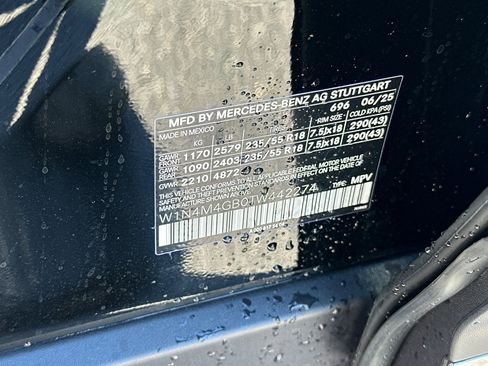 MFD BY MERCEDES-BENZ AG STUTTGART
MADE IN MEXICO 696 06/25
KG LB TIRES RIM SIZE COLD KPA(PSI)
GAWR FRONT 1170 2579 235/55 R18 7.5Jx18 290(43)
GAWR REAR 1090 2403 235/55 R18 7.5Jx18 290(43)
GVWR 2210 4872
THIS VEHICLE CONFORMS TO ALL APPLICABLE FEDERAL MOTOR VEHICLE
SAFETY, BUMPER, AND THEFT PREVENTION STANDARDS IN EFFECT ON
THE DATE OF MANUFACTURE SHOWN ABOVE.
W1N4M4GB0TW442274 TYPE: MPV